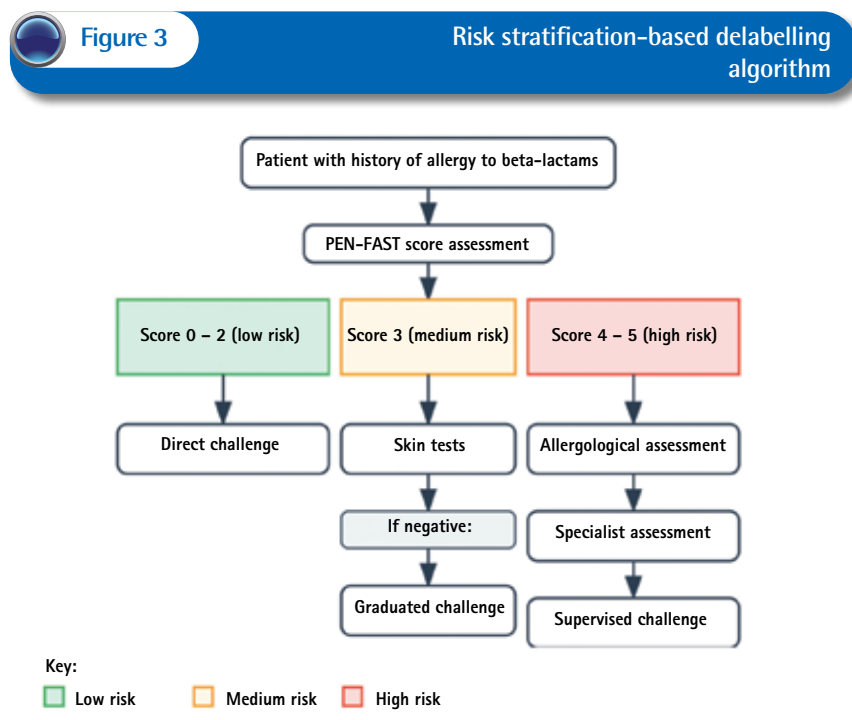 Figure 3
Risk stratification-based delabelling
algorithm
Patient with history of allergy to beta-lactams
PEN-FAST score assessment
Score 0 – 2 (low risk)
Score 3 (medium risk)
Score 4 – 5 (high risk)
Direct challenge
Skin tests
Allergological assessment
If negative:
Specialist assessment
Graduated challenge
Supervised challenge
Key:
Low risk
Medium risk
High risk